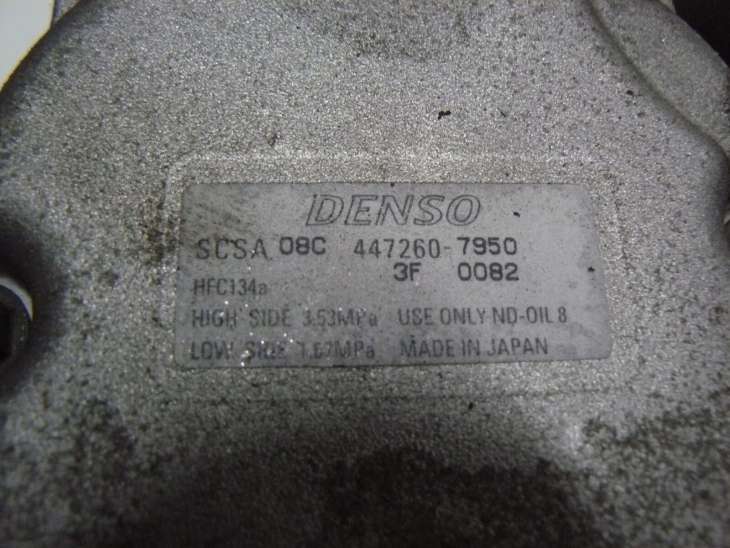 DENSO
SCSA 08C 447260-7950
3F 0082
HFC134a
HIGH SIDE 3.53MPa USE ONLY ND-OIL 8
LOW SIDE 1.67MPa MADE IN JAPAN